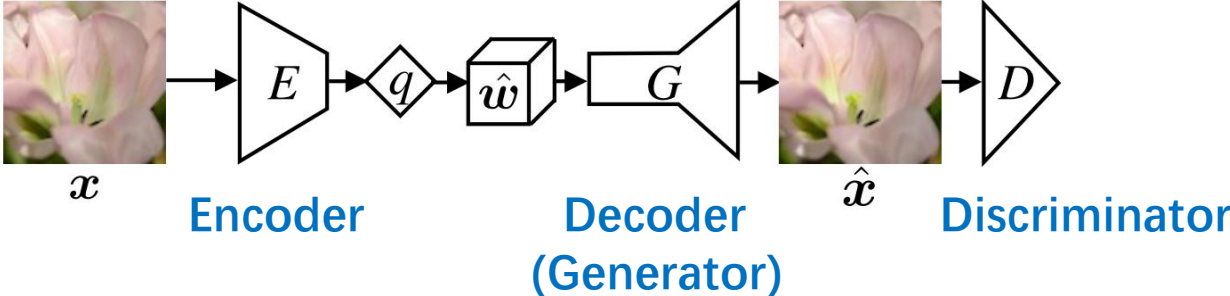 E q ŵ G D
x x̂
Encoder Decoder Discriminator
(Generator)